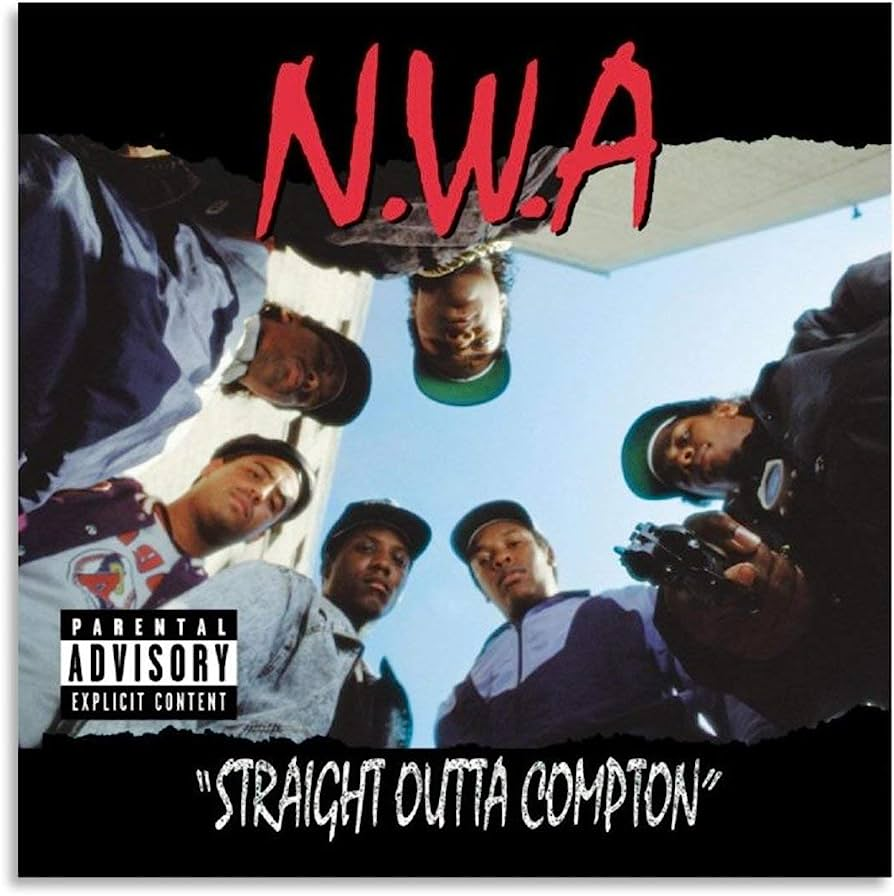 N.W.A
PARENTAL
ADVISORY
EXPLICIT CONTENT
"STRAIGHT OUTTA COMPTON"